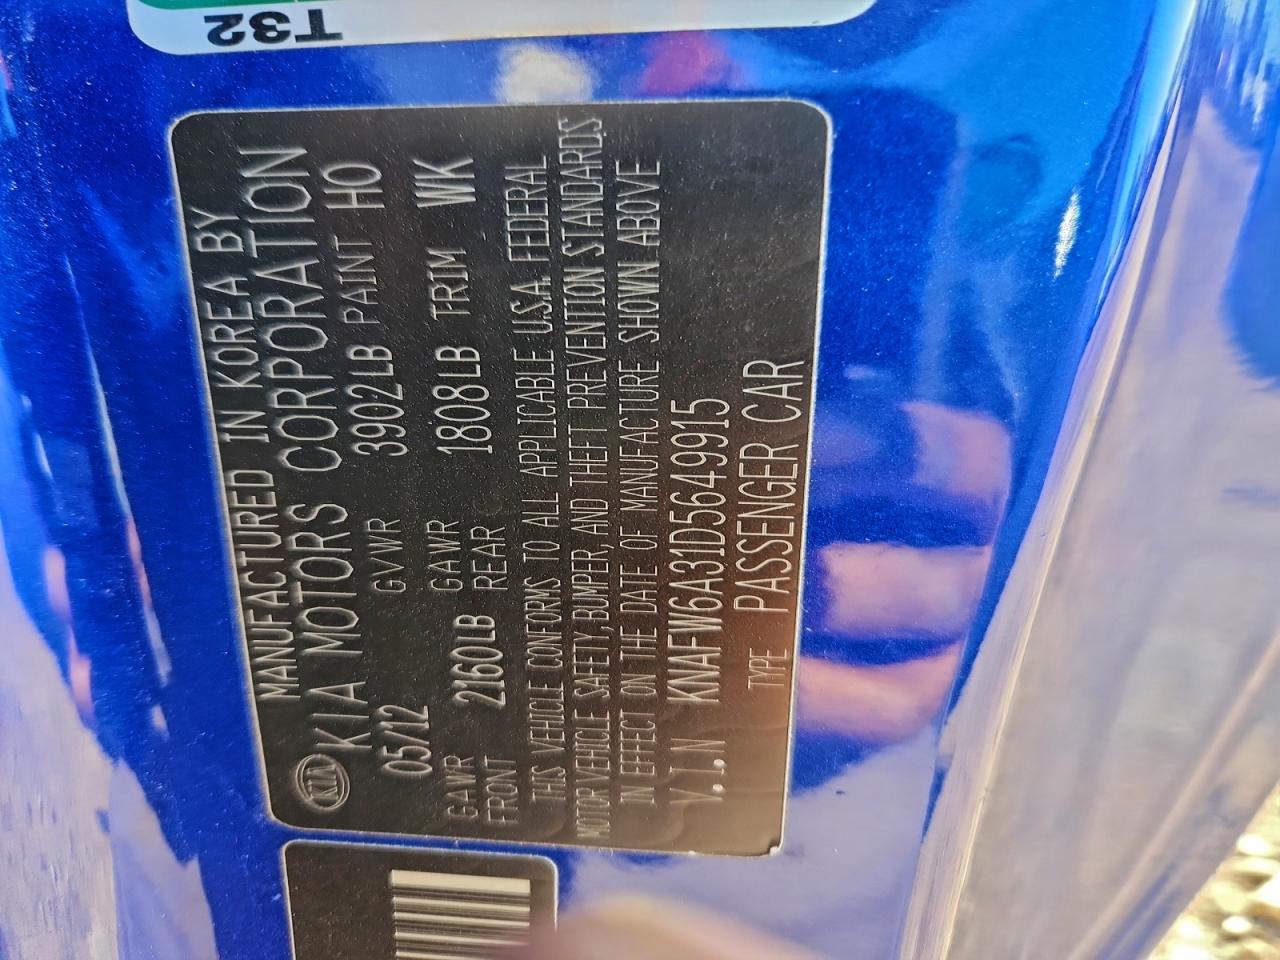 T32
MANUFACTURED IN KOREA BY
KIA KIA MOTORS CORPORATION
05/12 GVWR 3902LB PAINT HO
GAWR FRONT 2160LB GAWR REAR 1808LB TRIM WK
THIS VEHICLE CONFORMS TO ALL APPLICABLE U.S.A. FEDERAL
MOTOR VEHICLE SAFETY, BUMPER, AND THEFT PREVENTION STANDARDS
IN EFFECT ON THE DATE OF MANUFACTURE SHOWN ABOVE
V.I.N KNAFW6A31D5649915
TYPE PASSENGER CAR